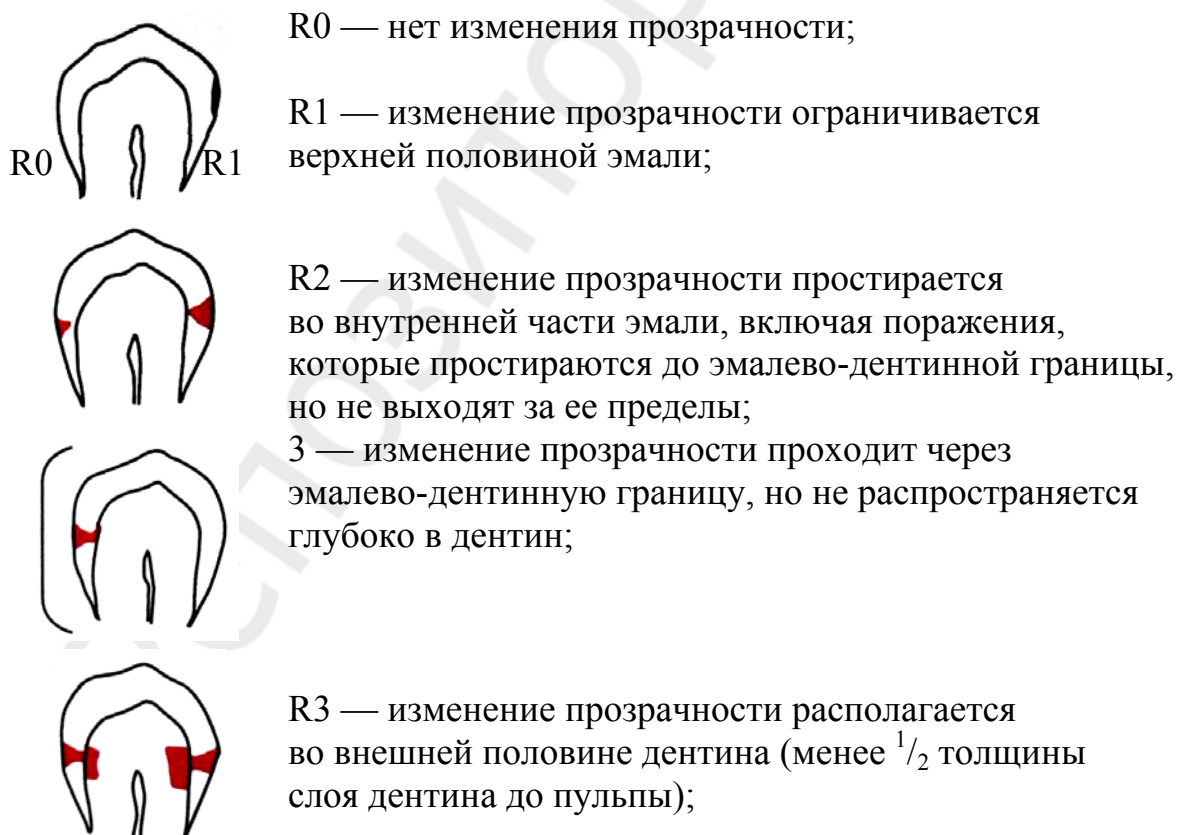 R0 — нет изменения прозрачности;
R1 — изменение прозрачности ограничивается
верхней половиной эмали;
R0 R1
R2 — изменение прозрачности простирается
во внутренней части эмали, включая поражения,
которые простираются до эмалево-дентинной границы,
но не выходят за ее пределы;
3 — изменение прозрачности проходит через
эмалево-дентинную границу, но не распространяется
глубоко в дентин;
R3 — изменение прозрачности располагается
во внешней половине дентина (менее 1/2 толщины
слоя дентина до пульпы);